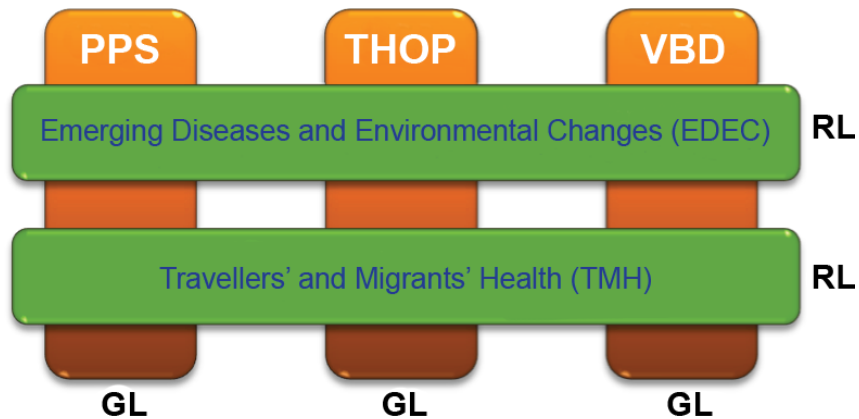 PPS THOP VBD
Emerging Diseases and Environmental Changes (EDEC) RL
Travellers’ and Migrants’ Health (TMH) RL
GL GL GL